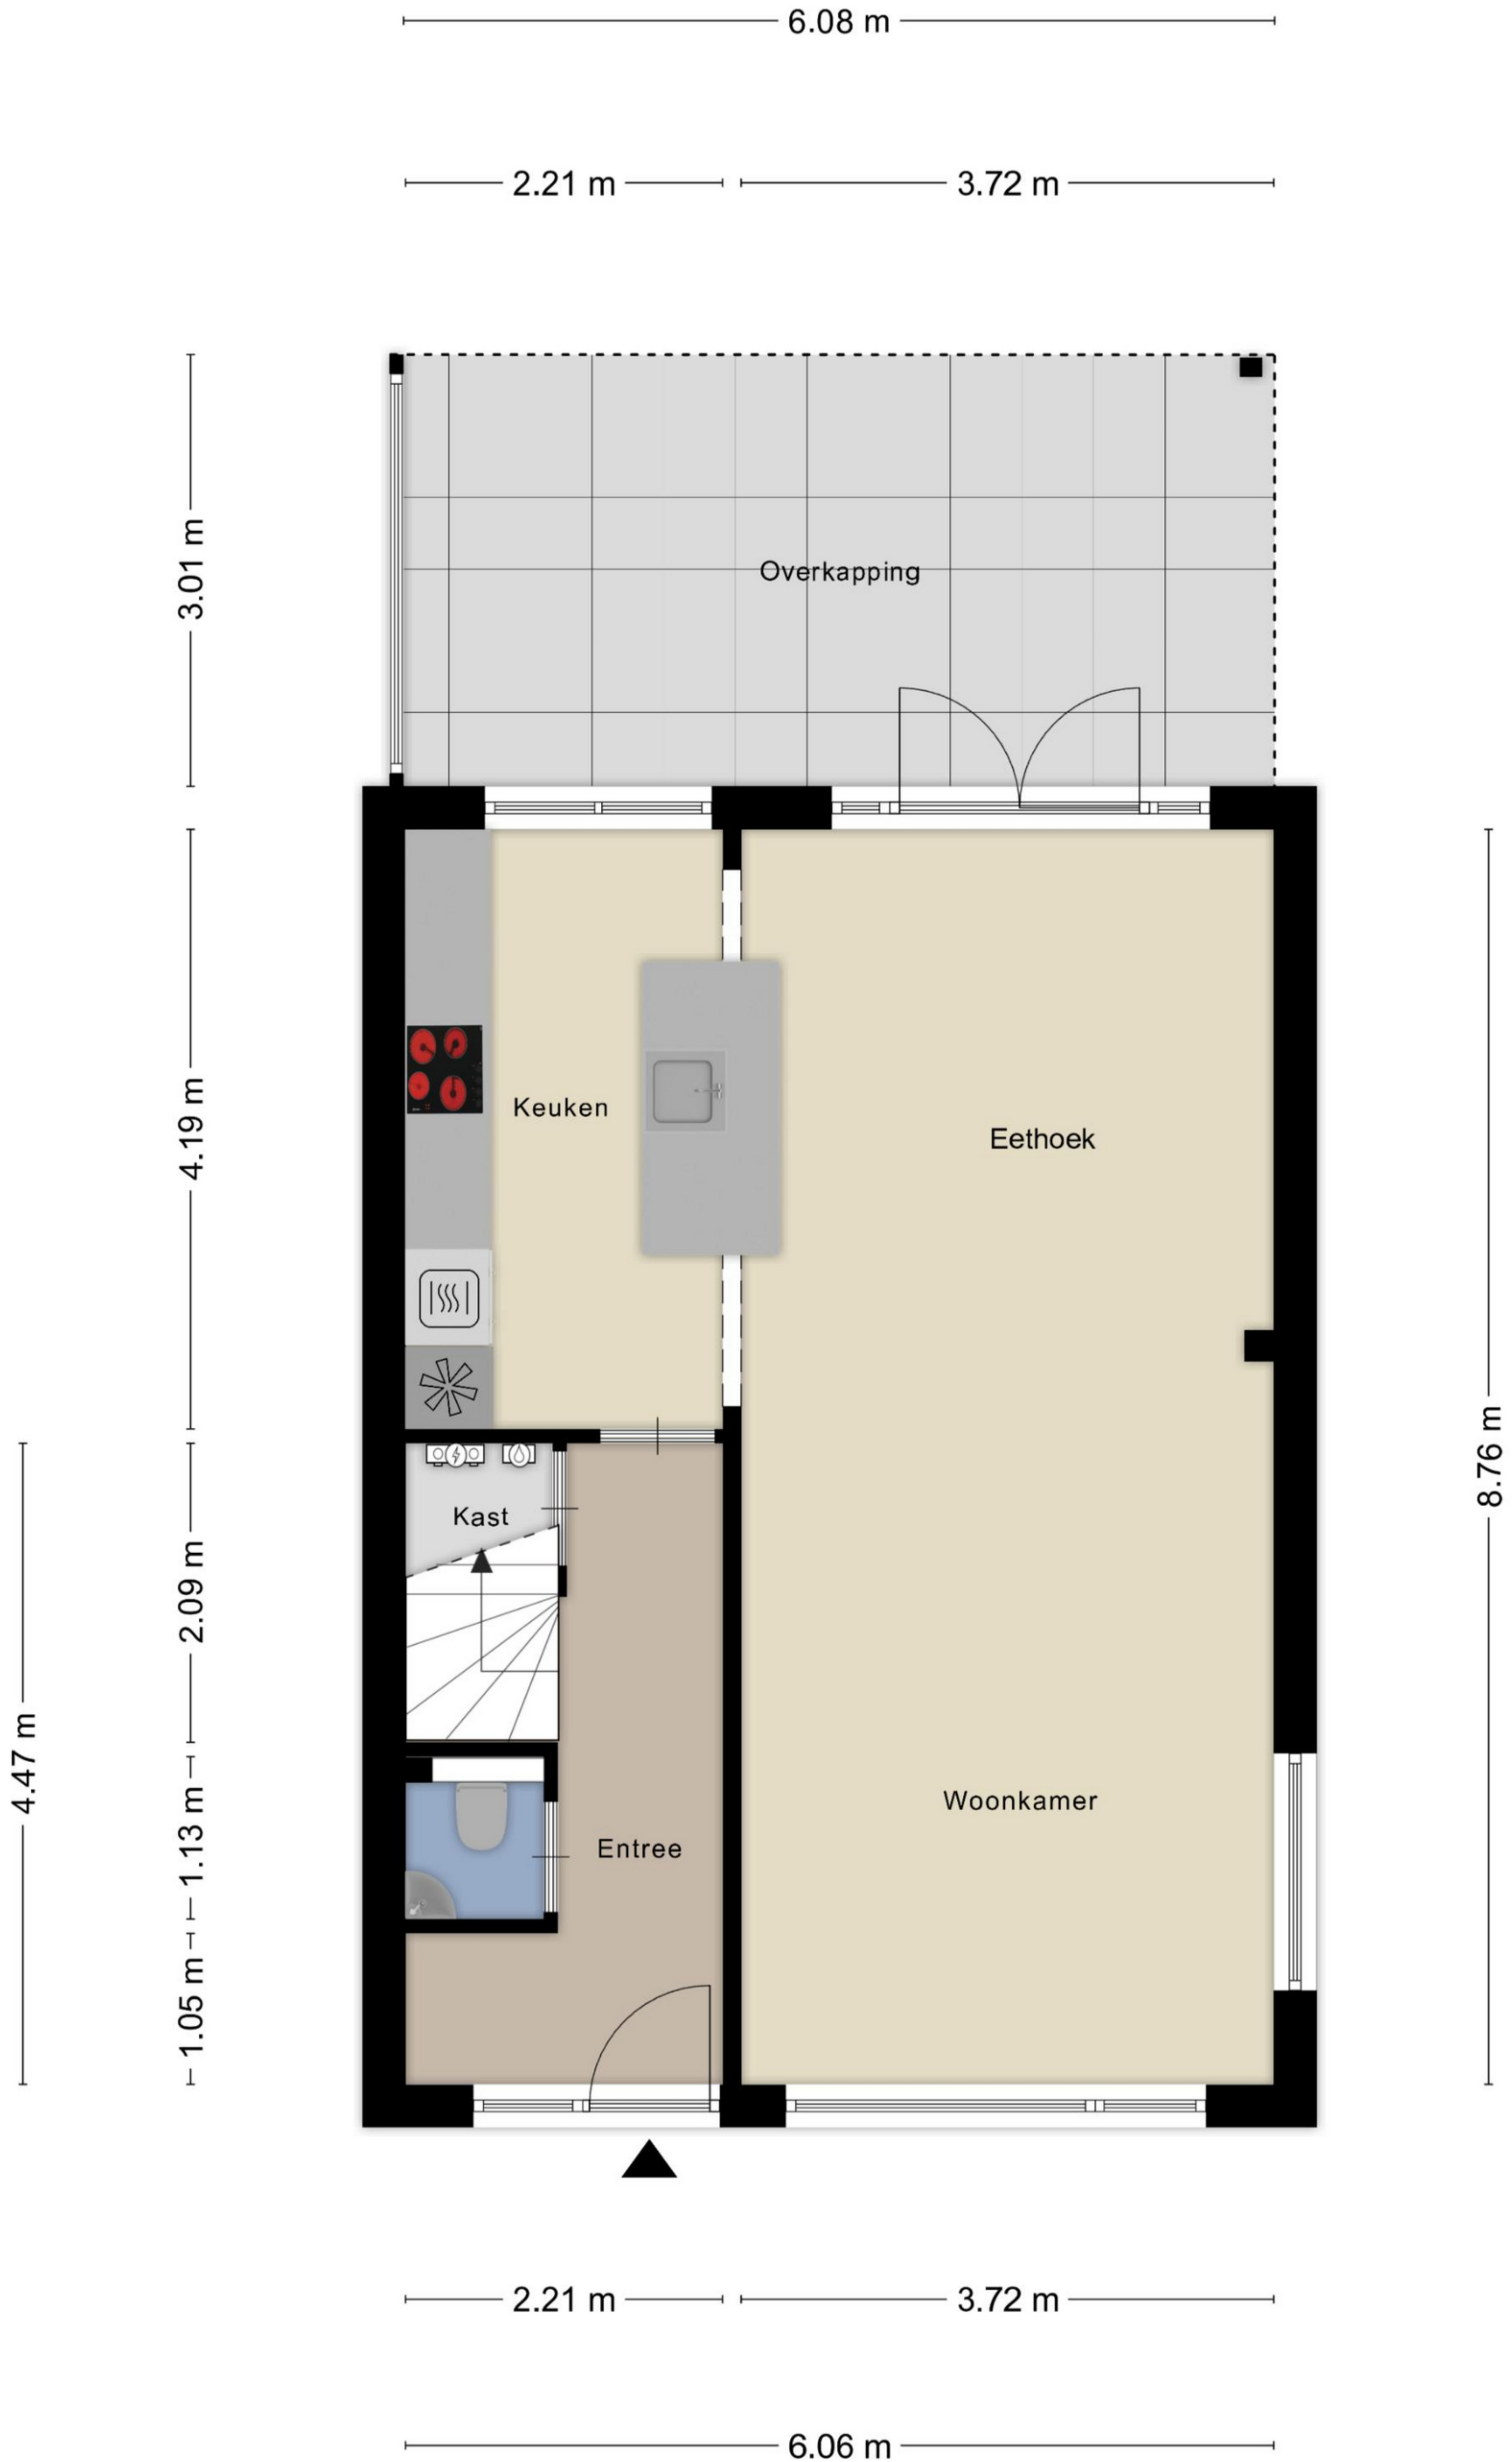 6.08 m
2.21 m
3.72 m
3.01 m
Overkapping
4.19 m
Keuken
Eethoek
8.76 m
Kast
2.09 m
4.47 m
Woonkamer
1.13 m
Entree
1.05 m
2.21 m
3.72 m
6.06 m